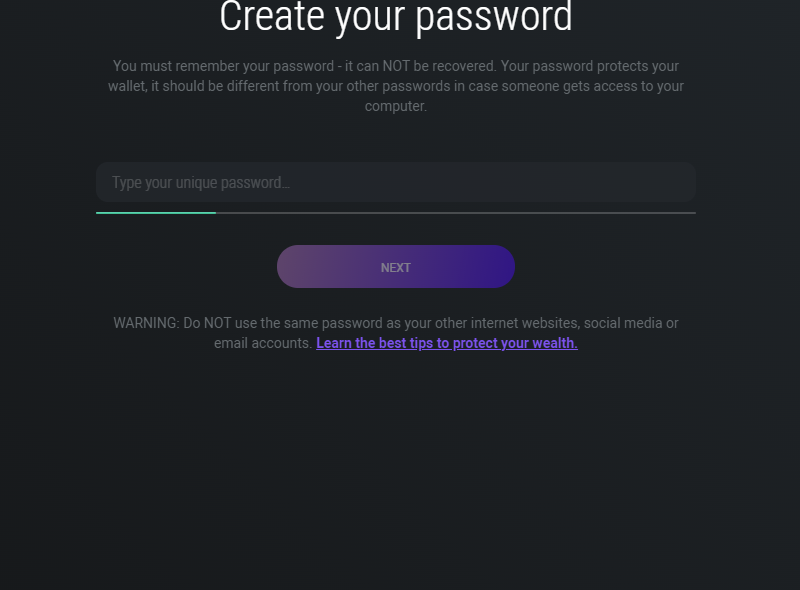 Create your password
You must remember your password - it can NOT be recovered. Your password protects your
wallet, it should be different from your other passwords in case someone gets access to your
computer.
Type your unique password...
NEXT
WARNING: Do NOT use the same password as your other internet websites, social media or
email accounts. Learn the best tips to protect your wealth.